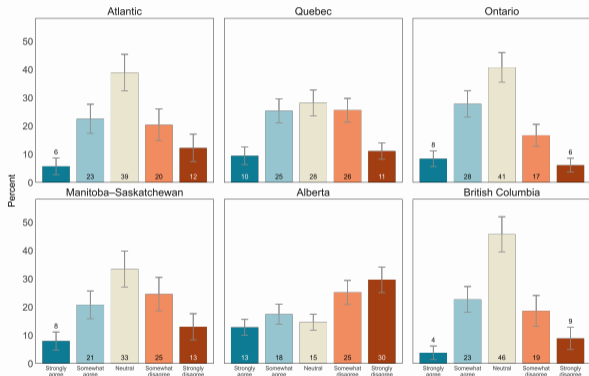 Atlantic
Quebec
Ontario
Percent
50
40
30
20
10
0
6
23
39
20
12
10
25
28
26
11
8
28
41
17
6
Manitoba–Saskatchewan
Alberta
British Columbia
50
40
30
20
10
0
8
21
33
25
13
13
18
15
25
30
4
23
46
19
9
Strongly agree
Somewhat agree
Neutral
Somewhat disagree
Strongly disagree
Strongly agree
Somewhat agree
Neutral
Somewhat disagree
Strongly disagree
Strongly agree
Somewhat agree
Neutral
Somewhat disagree
Strongly disagree